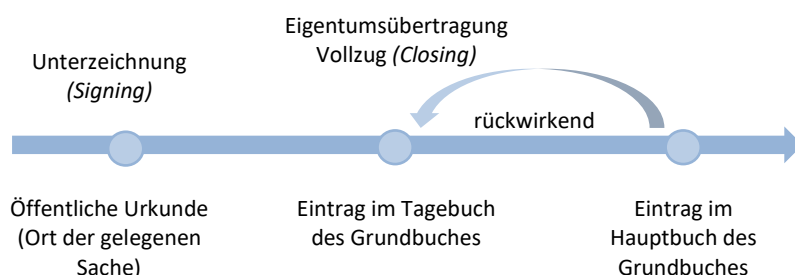 Unterzeichnung
(Signing)
Eigentumsübertragung
Vollzug (Closing)
rückwirkend
Öffentliche Urkunde
(Ort der gelegenen
Sache)
Eintrag im Tagebuch
des Grundbuches
Eintrag im
Hauptbuch des
Grundbuches